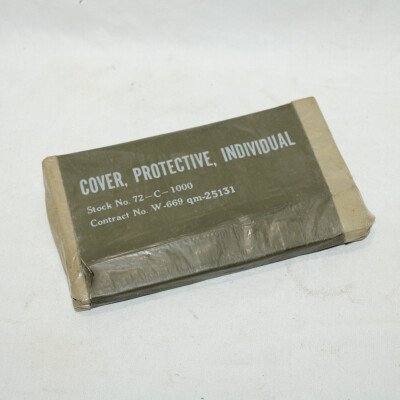 COVER, PROTECTIVE, INDIVIDUAL
Stock No. 72—C—1000
Contract No. W-669 qm-25131